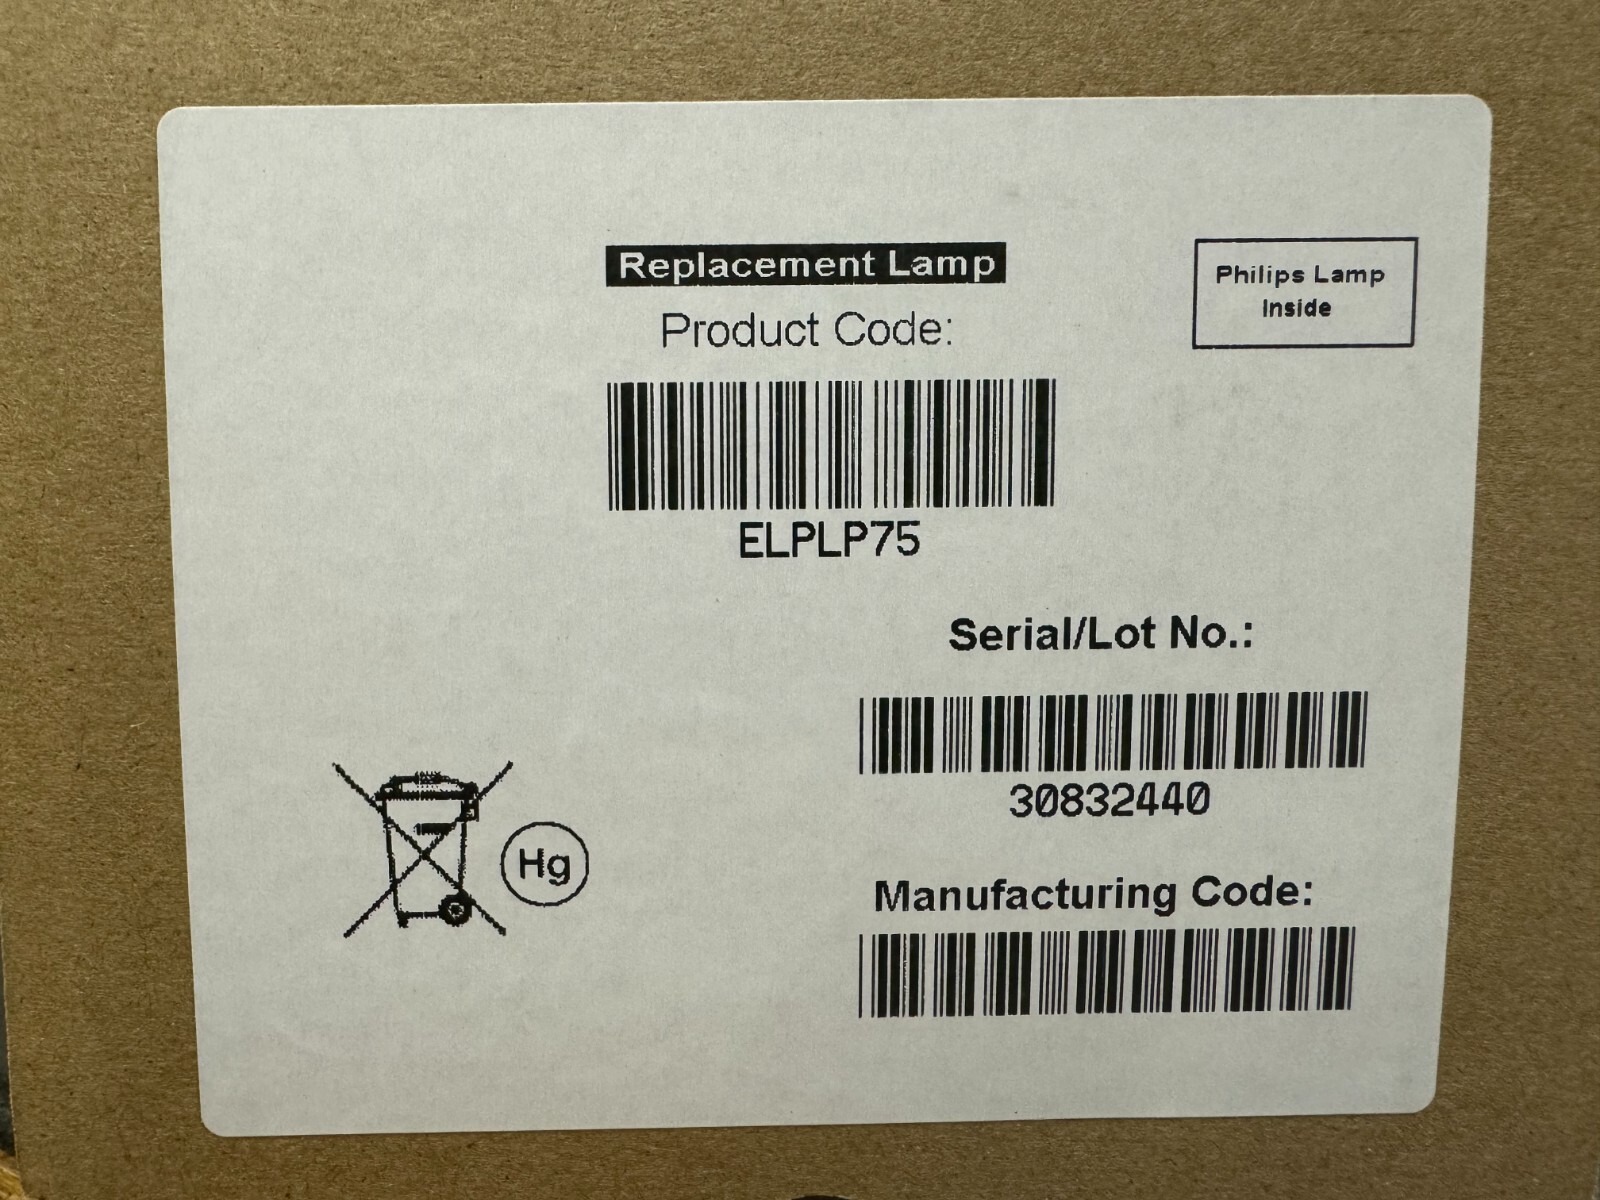 Replacement Lamp
Philips Lamp
Inside
Product Code:
ELPLP75
Serial/Lot No.:
30832440
Hg
Manufacturing Code: